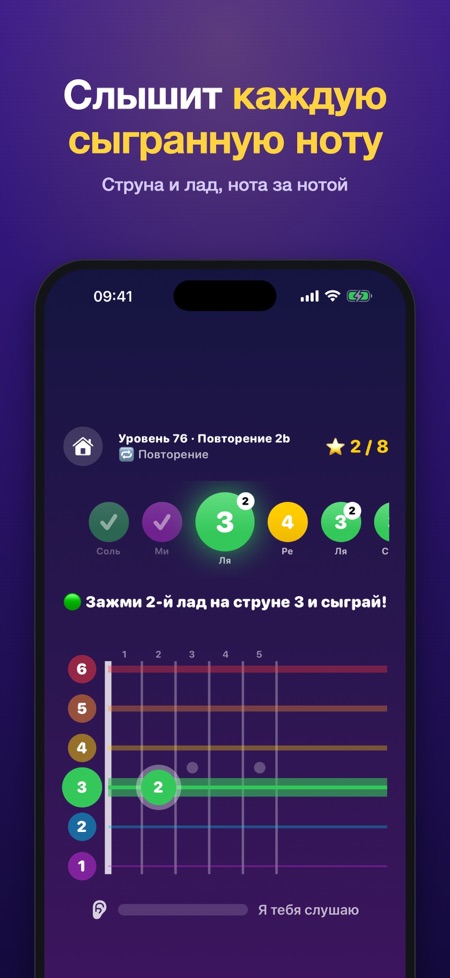 Слышит каждую
сыгранную ноту
Струна и лад, нота за нотой
09:41
Уровень 76 · Повторение 2b
Повторение
2 / 8
3 2 4 3 2
Соль Ми Ля Ре Ля С
Зажми 2-й лад на струне 3 и сыграй!
1 2 3 4 5
6
5
4
3 2
2
1
Я тебя слушаю